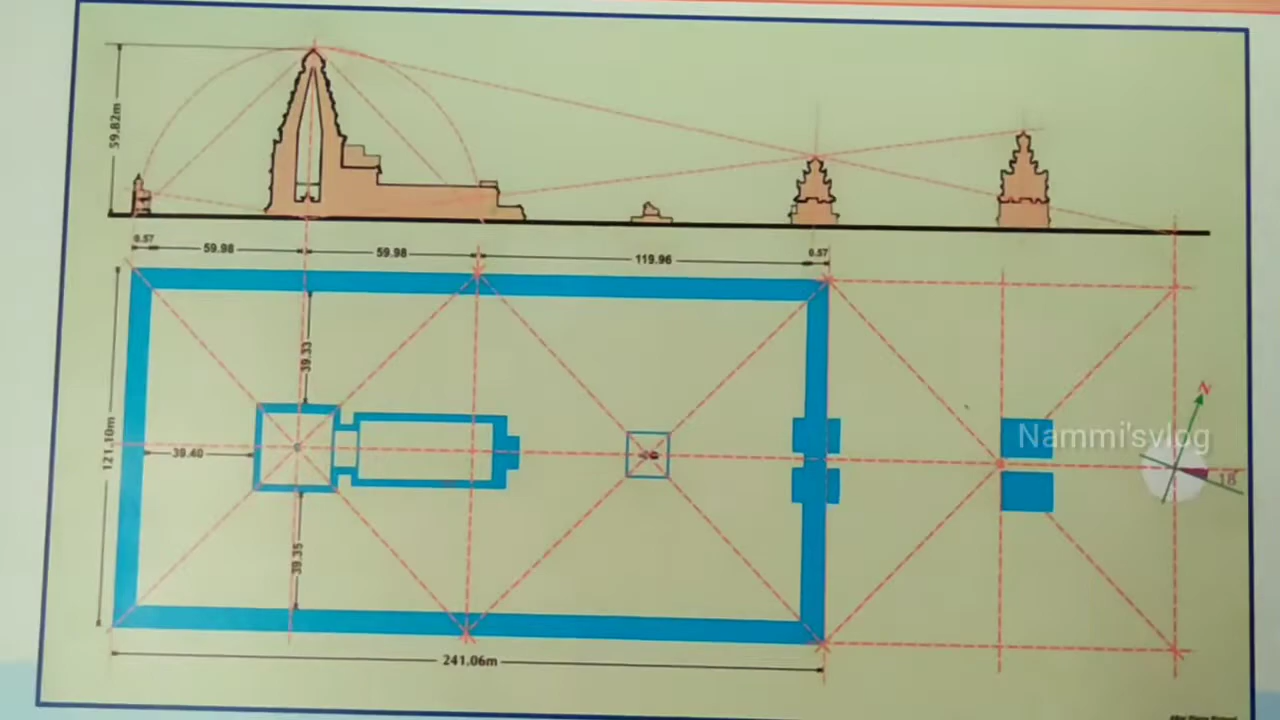 59.82m
0.57
59.98
59.98
119.96
0.57
39.33
121.10m
39.40
39.35
241.06m
N
18
Nammi'svlog